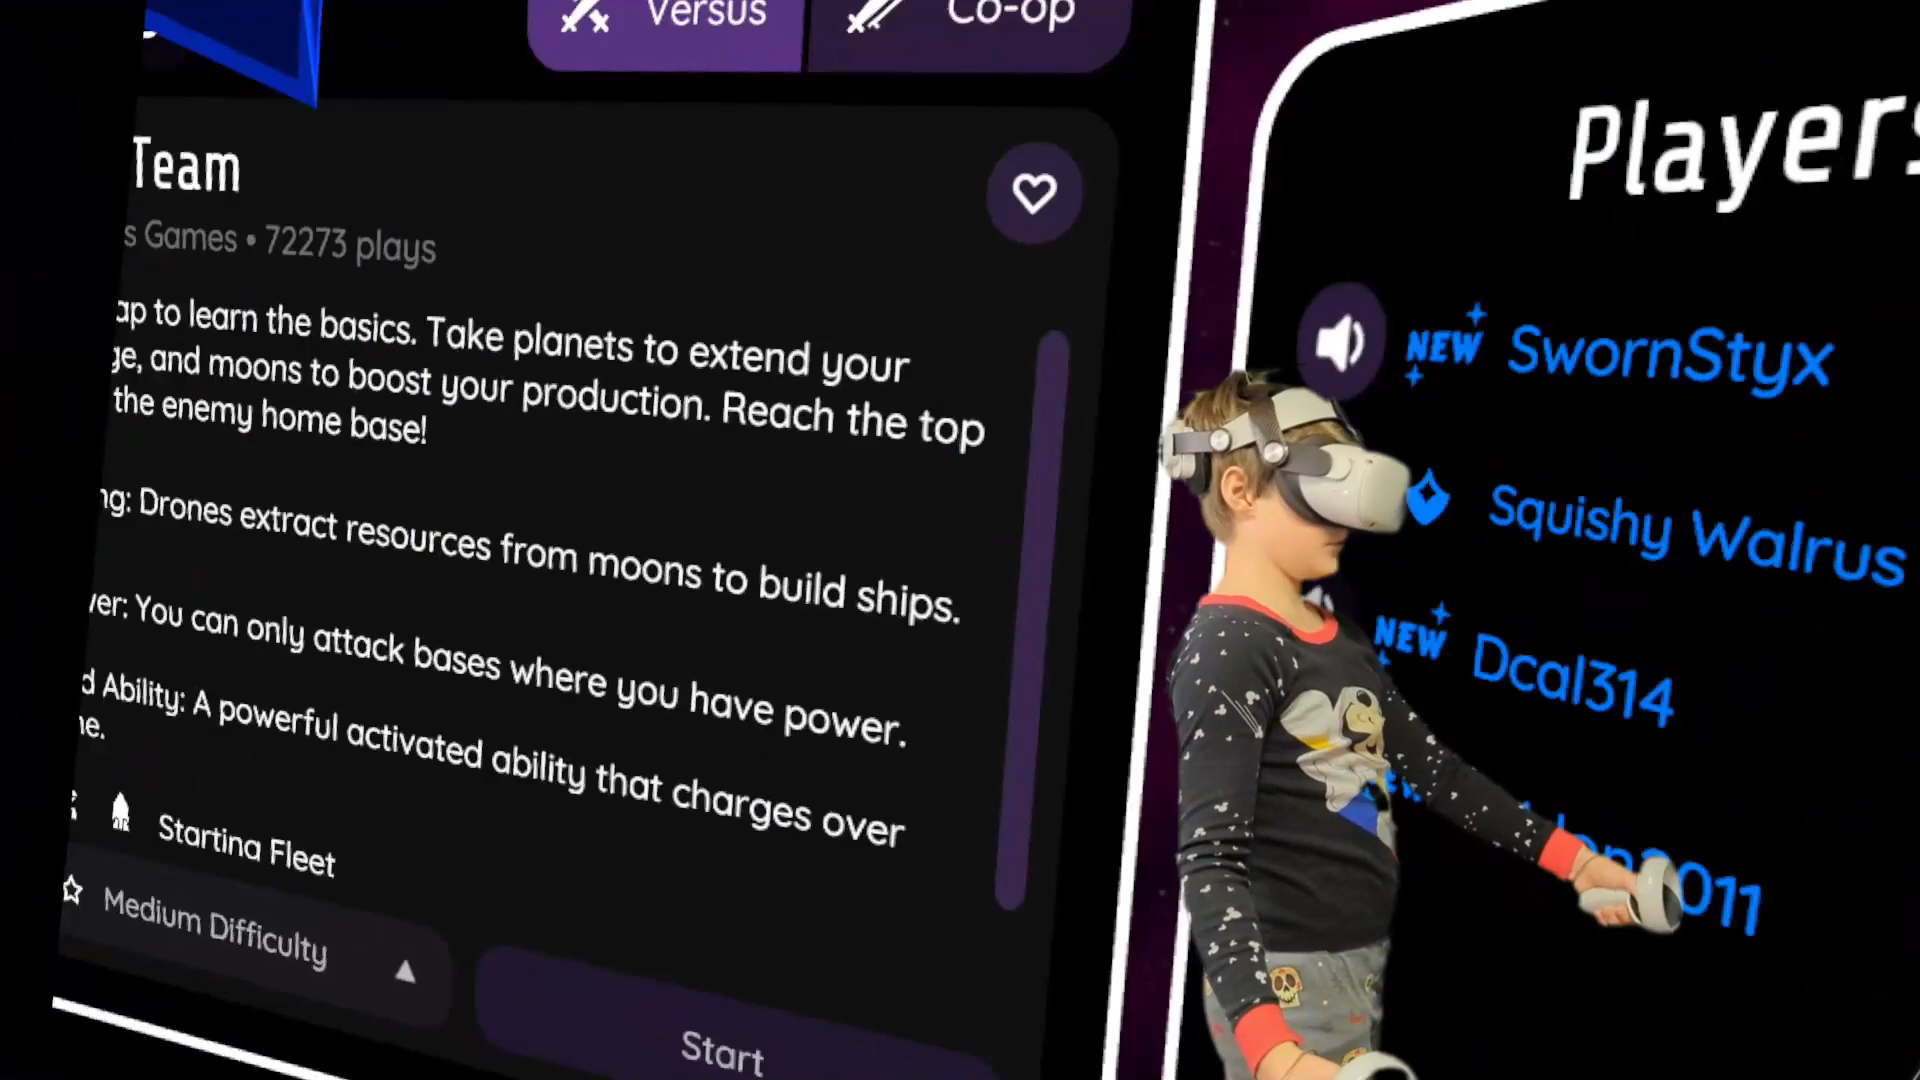 Versus
Co-op
Team
s Games • 72273 plays
ap to learn the basics. Take planets to extend your
ge, and moons to boost your production. Reach the top
the enemy home base!
ng: Drones extract resources from moons to build ships.
ver: You can only attack bases where you have power.
d Ability: A powerful activated ability that charges over
ne.
Starting Fleet
Medium Difficulty
Start
Players
NEW SwornStyx
Squishy Walrus
NEW Dcal314
011